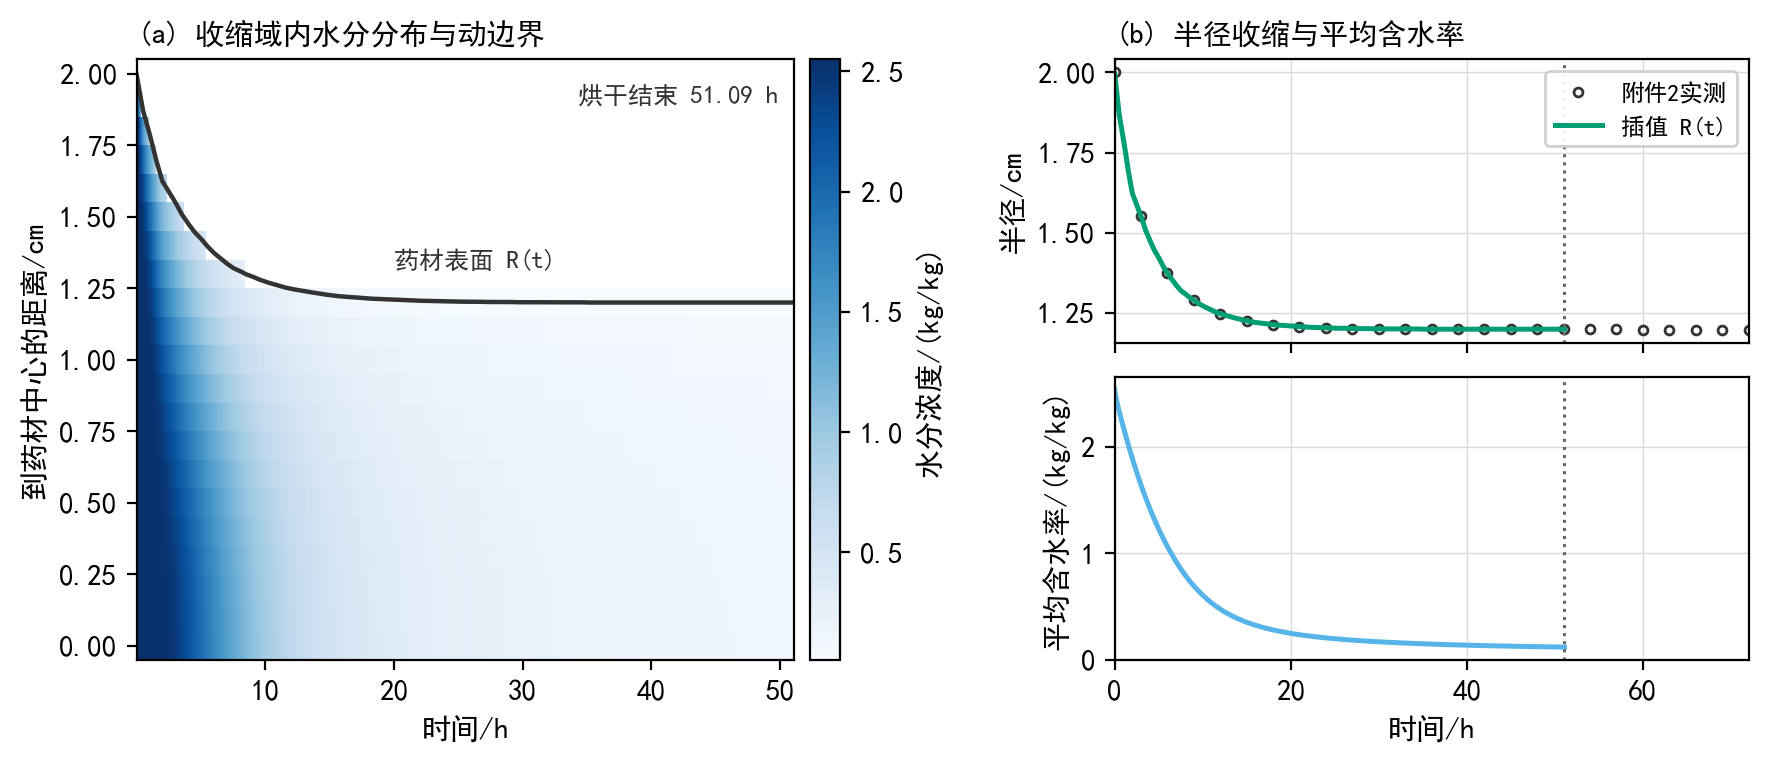 (a) 收缩域内水分分布与动边界
烘干结束 51.09 h
药材表面 R(t)
到药材中心的距离/cm
2.00
1.75
1.50
1.25
1.00
0.75
0.50
0.25
0.00
10
20
30
40
50
时间/h
2.5
2.0
1.5
1.0
0.5
水分浓度/(kg/kg)
(b) 半径收缩与平均含水率
附件2实测
插值 R(t)
半径/cm
2.00
1.75
1.50
1.25
平均含水率/(kg/kg)
2
1
0
0
20
40
60
时间/h